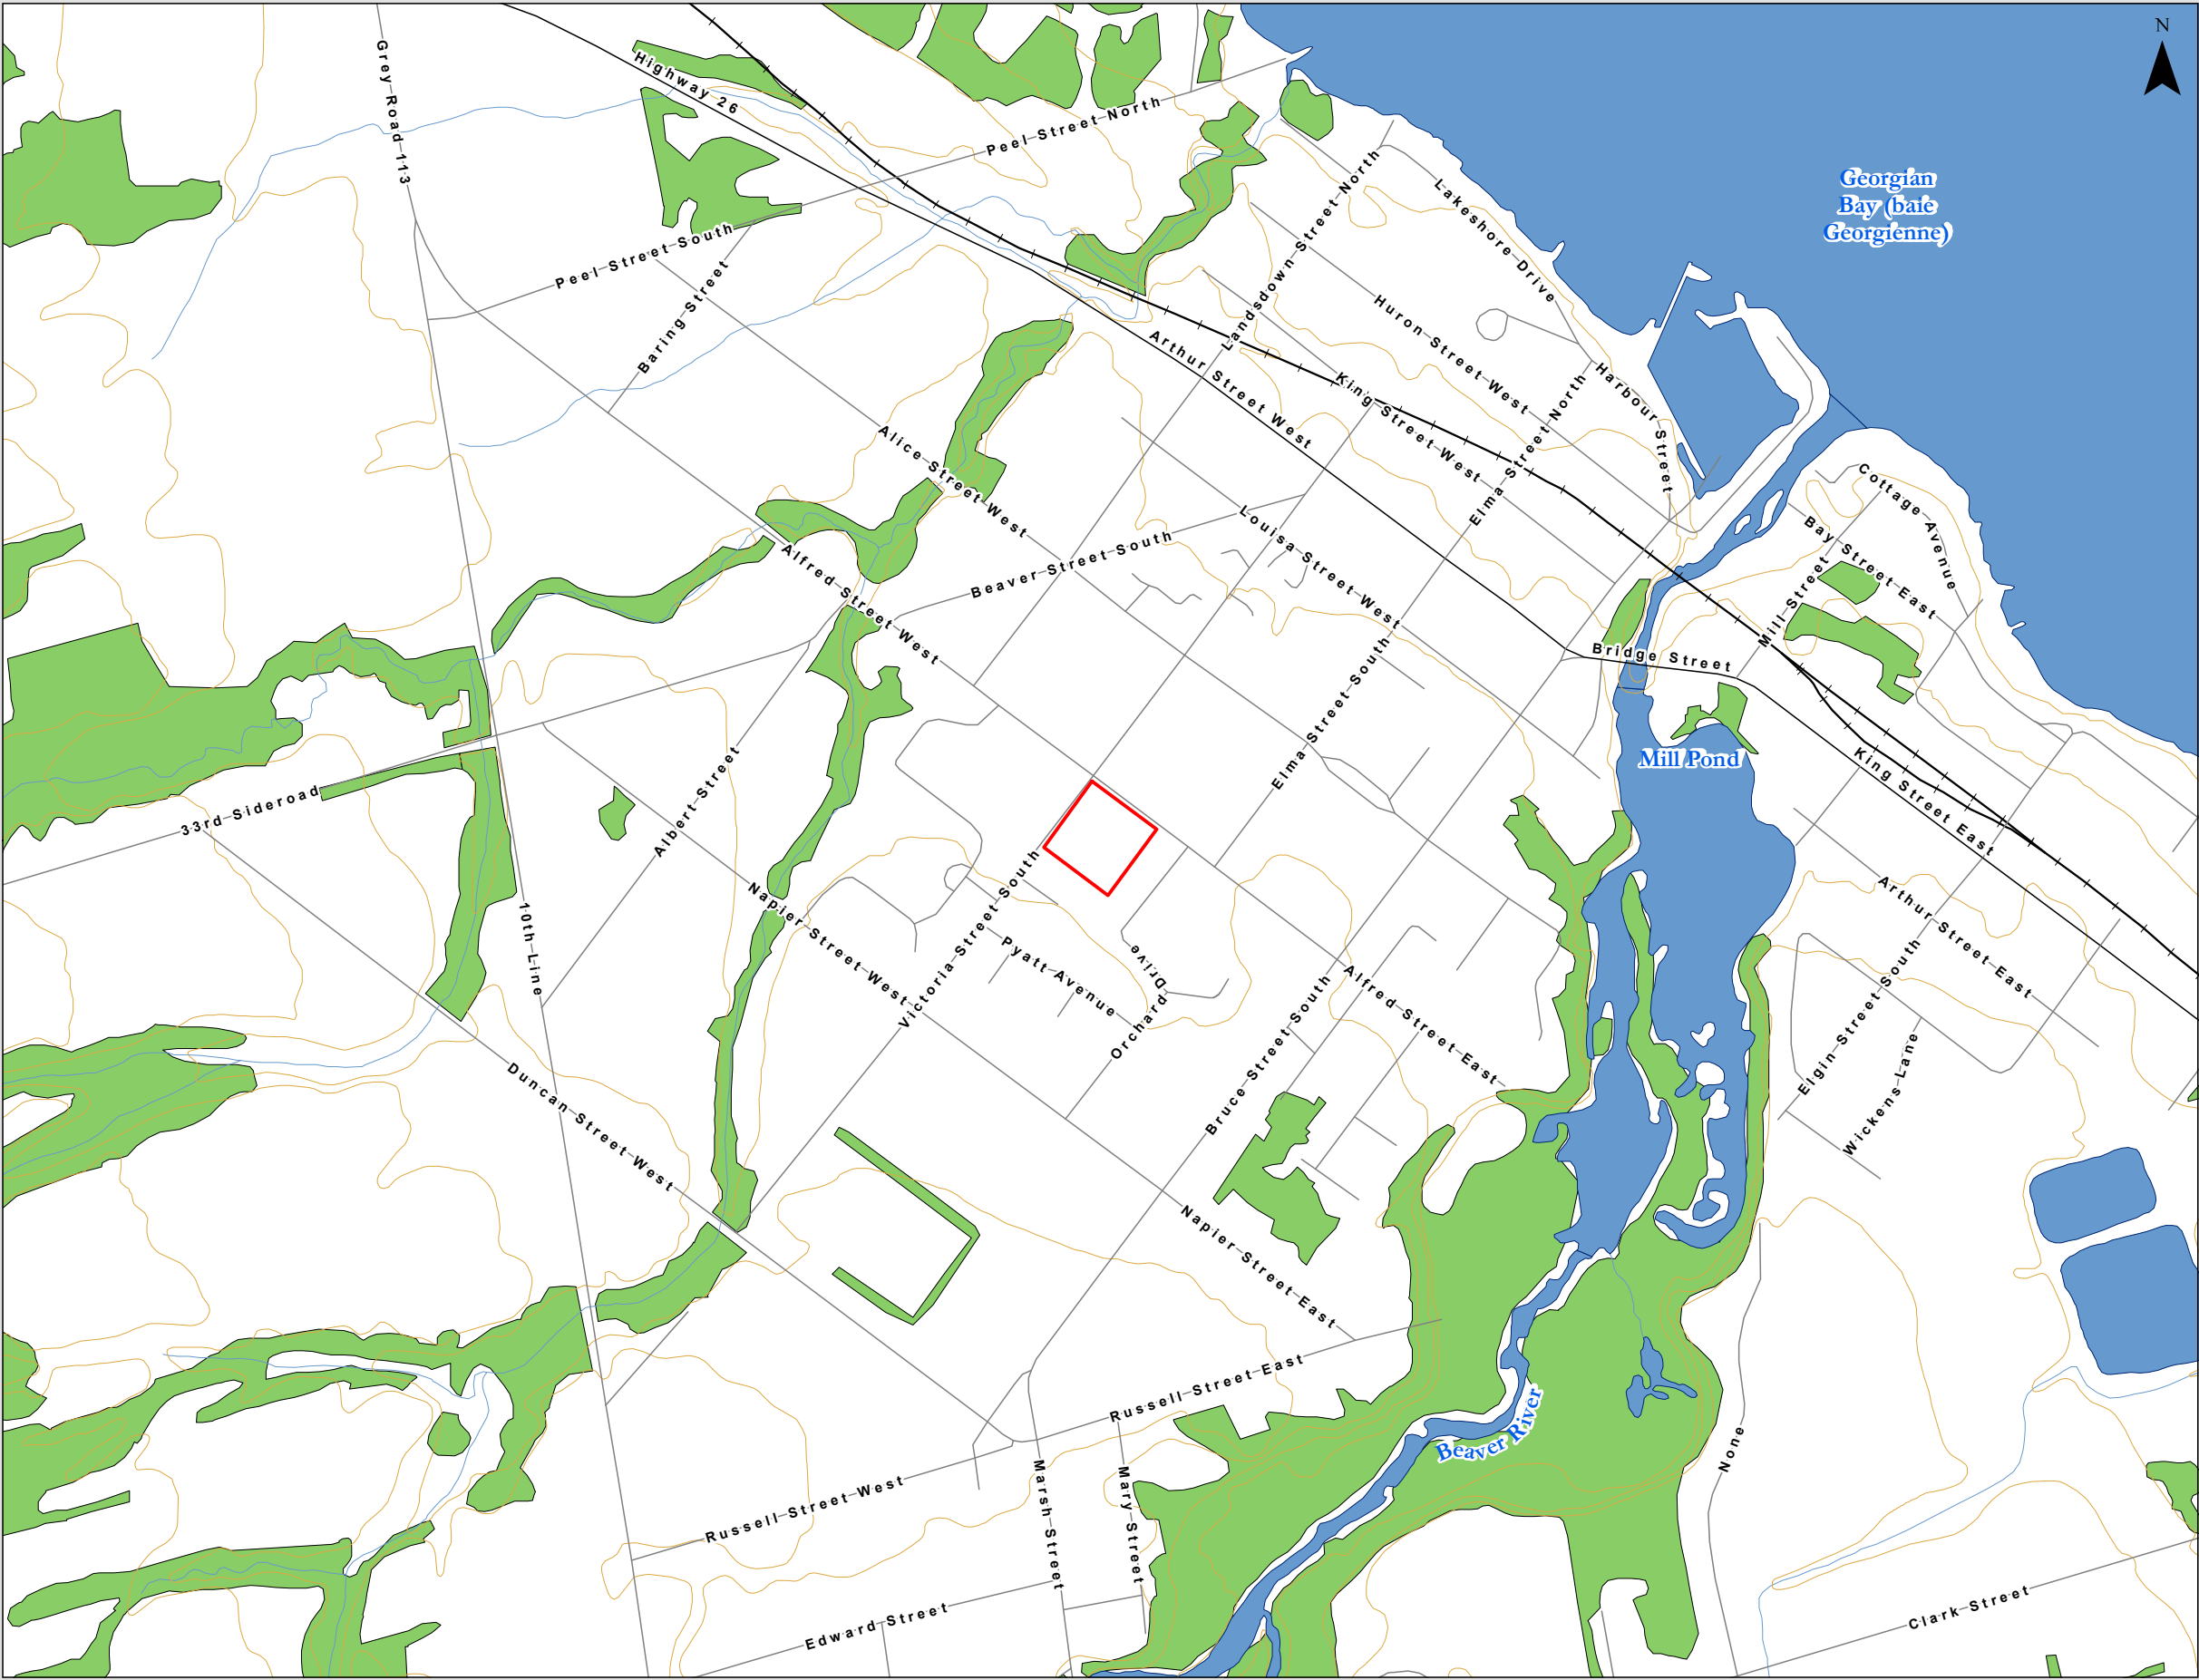 N
Grey Road 113
Highway 26
Peel Street North
Georgian
Bay (baie
Georgienne)
Lakeshore Drive
Landsdown Street North
Peel Street South
Baring Street
Huron Street West
Arthur Street West
King Street West
Harbour Street
Elma Street North
Alice Street West
Cottage Avenue
Bay Street East
Louisa Street West
Beaver Street South
Alfred Street West
Mill Street
Bridge Street
Elma Street South
Mill Pond
King Street East
33rd Sideroad
Albert Street
Napier Street West
Victoria Street South
10th Line
Pyatt Avenue
Orchard Drive
Alfred Street East
Arthur Street East
Elgin Street South
Wickens Lane
Bruce Street South
Duncan Street West
Napier Street East
Russell Street East
Beaver River
None
Russell Street West
Marsh Street
Mary Street
Edward Street
Clark Street